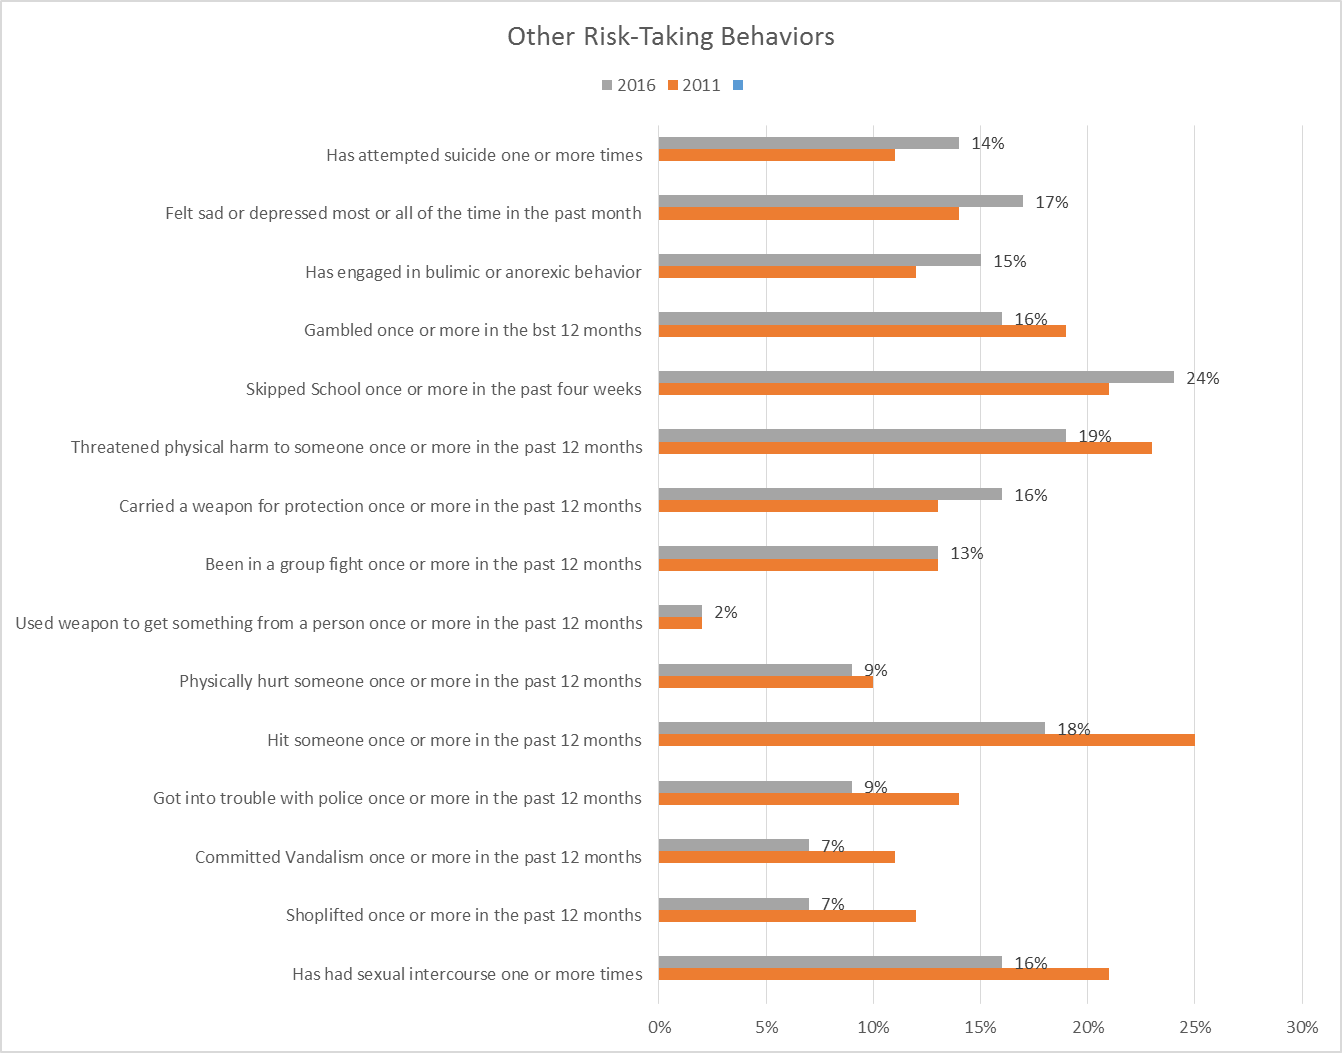 Other Risk-Taking Behaviors
2016 2011
Has attempted suicide one or more times 14%
Felt sad or depressed most or all of the time in the past month 17%
Has engaged in bulimic or anorexic behavior 15%
Gambled once or more in the bst 12 months 16%
Skipped School once or more in the past four weeks 24%
Threatened physical harm to someone once or more in the past 12 months 19%
Carried a weapon for protection once or more in the past 12 months 16%
Been in a group fight once or more in the past 12 months 13%
Used weapon to get something from a person once or more in the past 12 months 2%
Physically hurt someone once or more in the past 12 months 9%
Hit someone once or more in the past 12 months 18%
Got into trouble with police once or more in the past 12 months 9%
Committed Vandalism once or more in the past 12 months 7%
Shoplifted once or more in the past 12 months 7%
Has had sexual intercourse one or more times 16%
0% 5% 10% 15% 20% 25% 30%